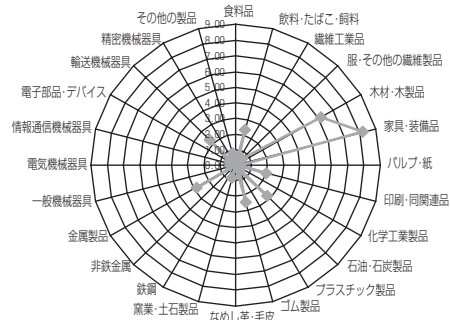 食料品
飲料・たばこ・飼料
繊維工業品
服・その他の繊維製品
木材・木製品
家具・装備品
パルプ・紙
印刷・同関連品
化学工業製品
石油・石炭製品
プラスチック製品
ゴム製品
なめし革・毛皮
窯業・土石製品
鉄鋼
非鉄金属
金属製品
一般機械器具
電気機械器具
情報通信機械器具
電子部品・デバイス
輸送機械器具
精密機械器具
その他の製品
9.00
8.00
7.00
6.00
5.00
4.00
3.00
2.00